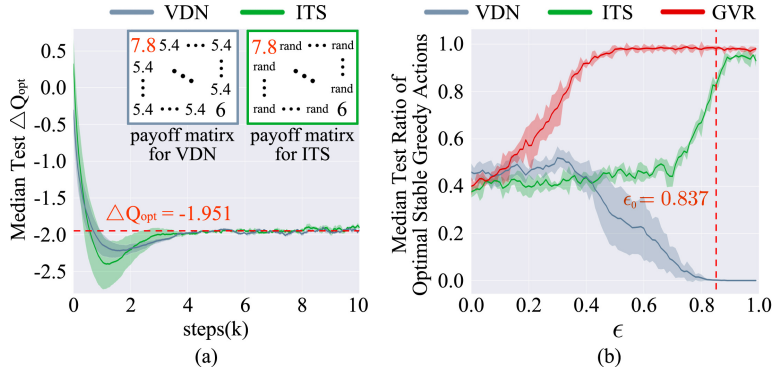 VDN ITS
Median Test △Qopt
0.5
0.0
-0.5
-1.0
-1.5
-2.0
-2.5
7.8 5.4 ··· 5.4
5.4 5.4
5.4 ··· 5.4 6
payoff matirx
for VDN
7.8 rand ··· rand
rand rand
rand ··· rand 6
payoff matirx
for ITS
△Qopt = -1.951
0 2 4 6 8 10
steps(k)
(a)
VDN ITS GVR
Median Test Ratio of
Optimal Stable Greedy Actions
1.0
0.8
0.6
0.4
0.2
0.0
ϵ0 = 0.837
0.0 0.2 0.4 0.6 0.8 1.0
ϵ
(b)